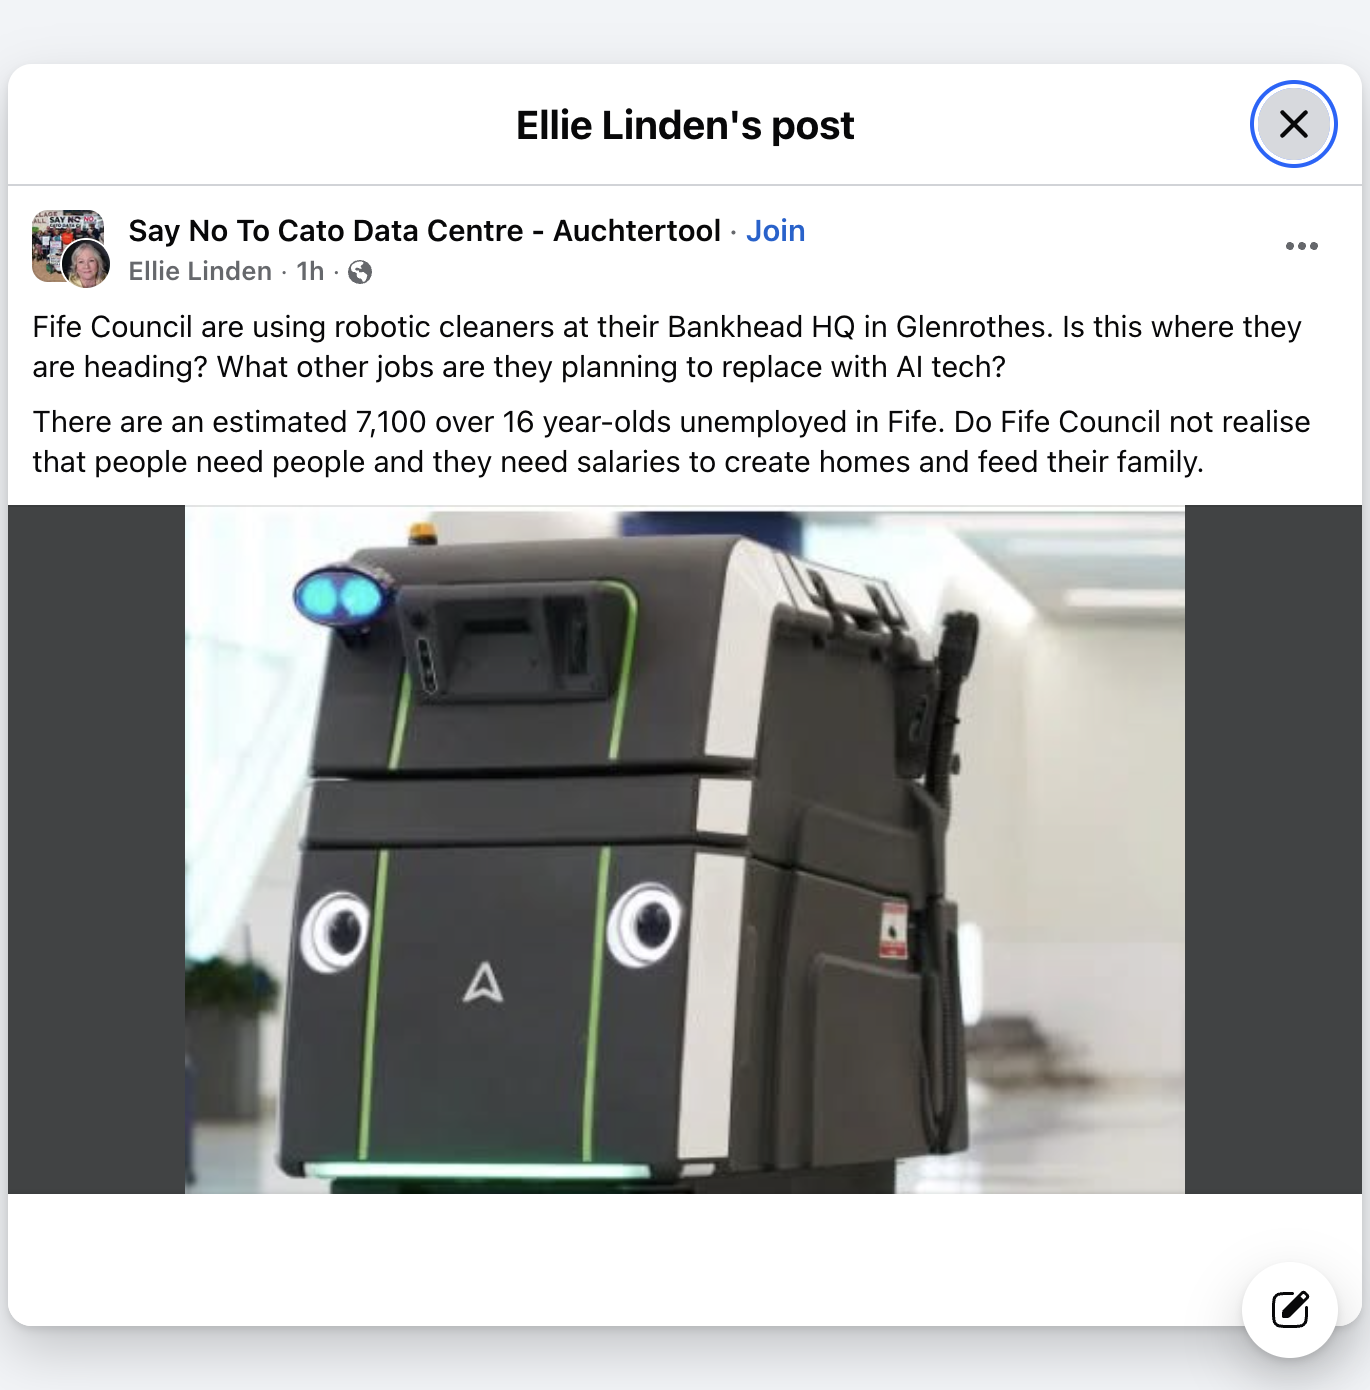 Ellie Linden's post
Say No To Cato Data Centre - Auchtertool · Join
Ellie Linden · 1h ·
Fife Council are using robotic cleaners at their Bankhead HQ in Glenrothes. Is this where they
are heading? What other jobs are they planning to replace with AI tech?
There are an estimated 7,100 over 16 year-olds unemployed in Fife. Do Fife Council not realise
that people need people and they need salaries to create homes and feed their family.